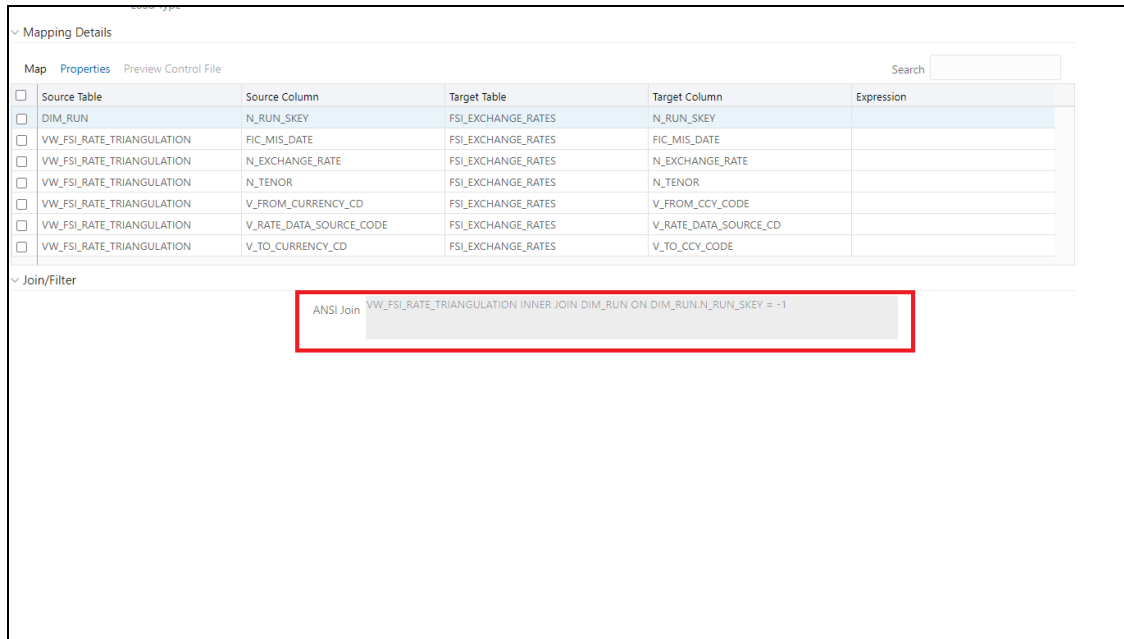 Mapping Details
Map Properties Preview Control File Search
Source Table Source Column Target Table Target Column Expression
DIM_RUN N_RUN_SKEY FSI_EXCHANGE_RATES N_RUN_SKEY
VW_FSI_RATE_TRIANGULATION FIC_MIS_DATE FSI_EXCHANGE_RATES FIC_MIS_DATE
VW_FSI_RATE_TRIANGULATION N_EXCHANGE_RATE FSI_EXCHANGE_RATES N_EXCHANGE_RATE
VW_FSI_RATE_TRIANGULATION N_TENOR FSI_EXCHANGE_RATES N_TENOR
VW_FSI_RATE_TRIANGULATION V_FROM_CURRENCY_CD FSI_EXCHANGE_RATES V_FROM_CCY_CODE
VW_FSI_RATE_TRIANGULATION V_RATE_DATA_SOURCE_CODE FSI_EXCHANGE_RATES V_RATE_DATA_SOURCE_CD
VW_FSI_RATE_TRIANGULATION V_TO_CURRENCY_CD FSI_EXCHANGE_RATES V_TO_CCY_CODE
Join/Filter
ANSI Join VW_FSI_RATE_TRIANGULATION INNER JOIN DIM_RUN ON DIM_RUN.N_RUN_SKEY = -1